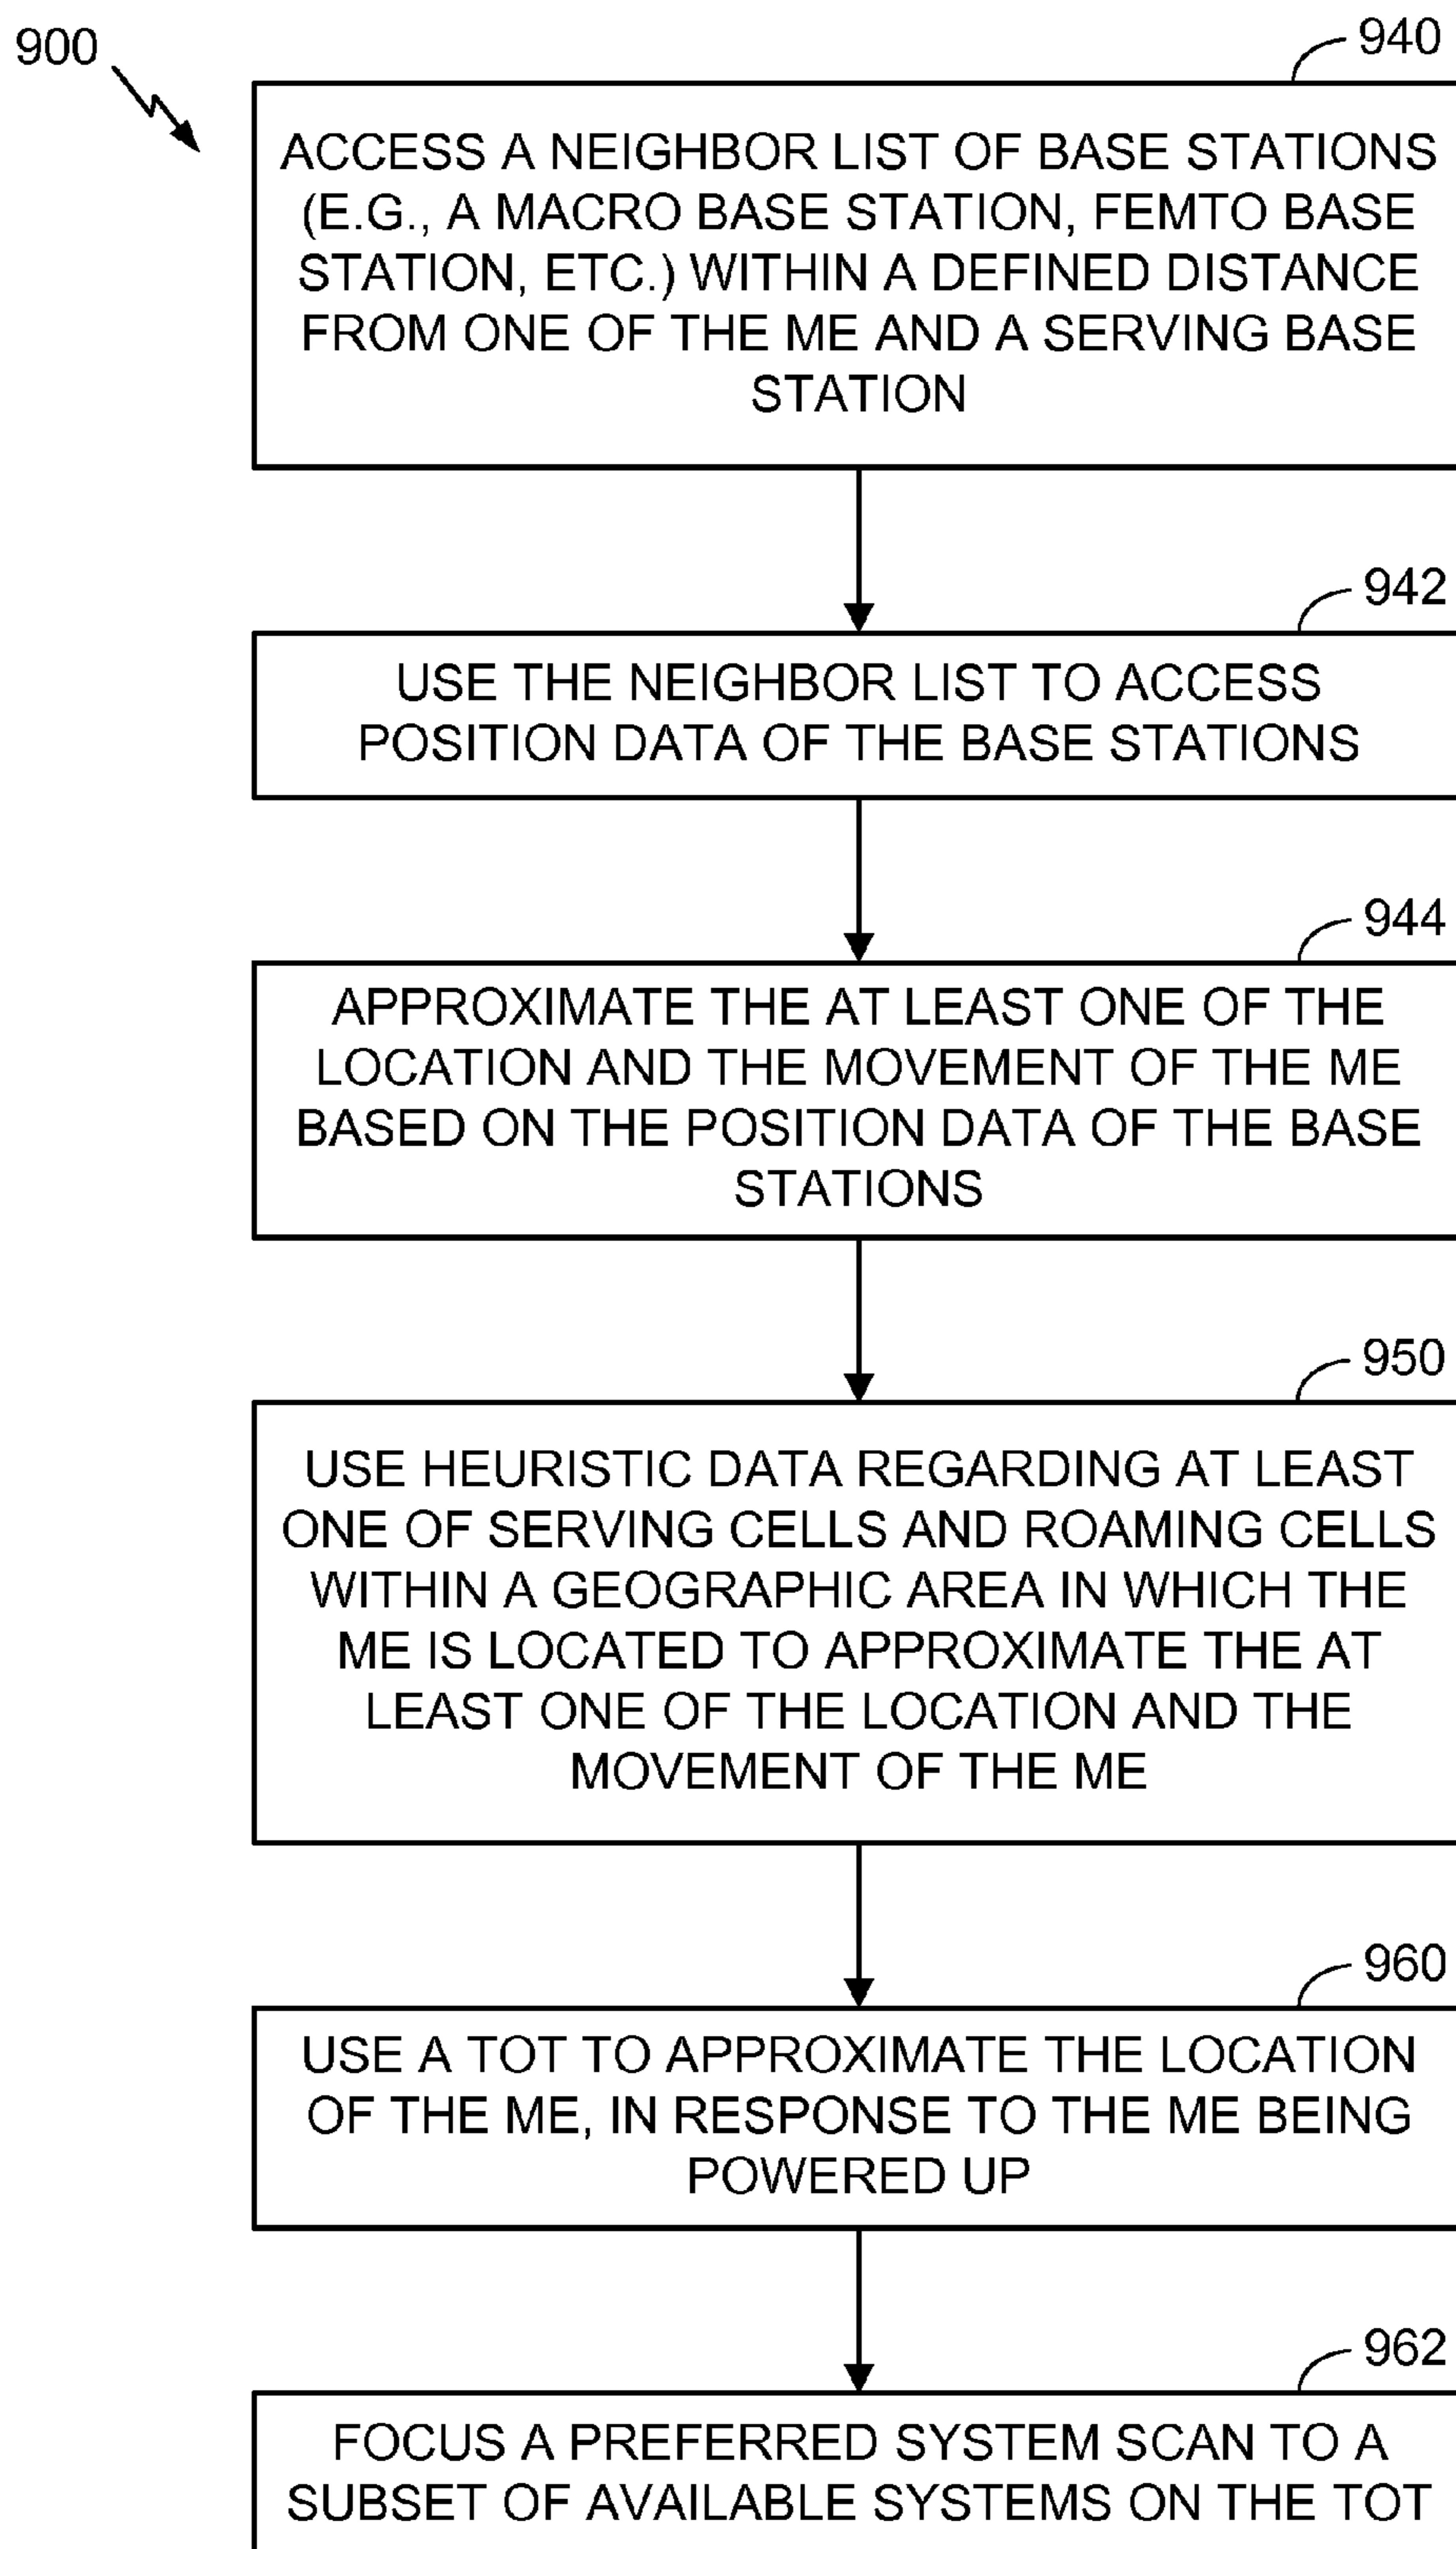 900
940
ACCESS A NEIGHBOR LIST OF BASE STATIONS
(E.G., A MACRO BASE STATION, FEMTO BASE
STATION, ETC.) WITHIN A DEFINED DISTANCE
FROM ONE OF THE ME AND A SERVING BASE
STATION
942
USE THE NEIGHBOR LIST TO ACCESS
POSITION DATA OF THE BASE STATIONS
944
APPROXIMATE THE AT LEAST ONE OF THE
LOCATION AND THE MOVEMENT OF THE ME
BASED ON THE POSITION DATA OF THE BASE
STATIONS
950
USE HEURISTIC DATA REGARDING AT LEAST
ONE OF SERVING CELLS AND ROAMING CELLS
WITHIN A GEOGRAPHIC AREA IN WHICH THE
ME IS LOCATED TO APPROXIMATE THE AT
LEAST ONE OF THE LOCATION AND THE
MOVEMENT OF THE ME
960
USE A TOT TO APPROXIMATE THE LOCATION
OF THE ME, IN RESPONSE TO THE ME BEING
POWERED UP
962
FOCUS A PREFERRED SYSTEM SCAN TO A
SUBSET OF AVAILABLE SYSTEMS ON THE TOT